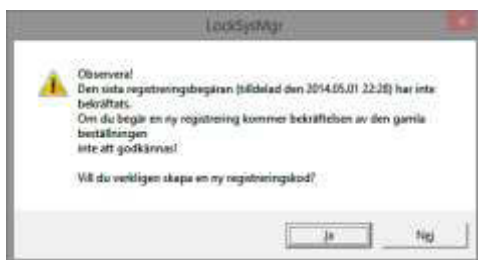 LockSysMgr
Observera!
Den sista registreringsbegäran (tilldelad den 2014.05.01 22:28) har inte
bekräftats.
Om du begär en ny registrering kommer bekräftelsen av den gamla
beställningen
inte att godkännas!
Vill du verkligen skapa en ny registreringskod?
Ja
Nej